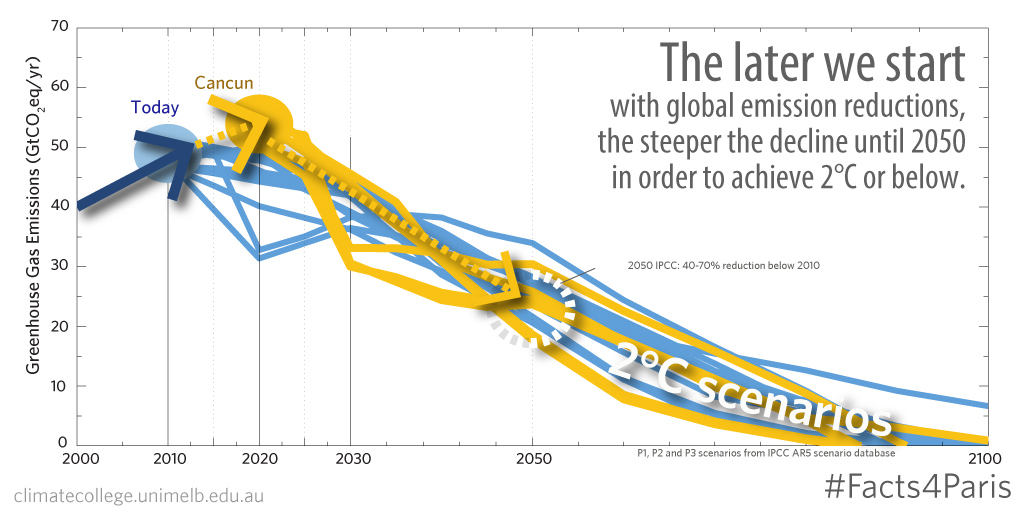 The later we start
with global emission reductions,
the steeper the decline until 2050
in order to achieve 2°C or below.
Cancun
Today
Greenhouse Gas Emissions (GtCO2eq/yr)
70
60
50
40
30
20
10
0
2050 IPCC: 40-70% reduction below 2010
2°C scenarios
2000
2010
2020
2030
2050
2100
P1, P2 and P3 scenarios from IPCC AR5 scenario database
climatecollege.unimelb.edu.au
#Facts4Paris